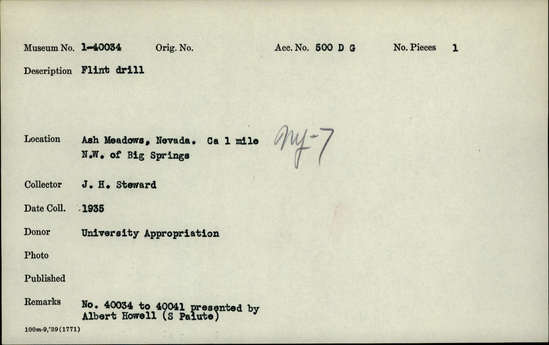 Museum No. 1-40034 Orig. No. Acc. No. 500 D G No. Pieces 1
Description Flint drill
Location Ash Meadows, Nevada. Ca 1 mile
N.W. of Big Springs
Ny-7
Collector J. H. Steward
Date Coll. 1935
Donor University Appropriation
Photo
Published
Remarks No. 40034 to 40041 presented by
Albert Howell (S Paiute)
100m-9,'39(1771)